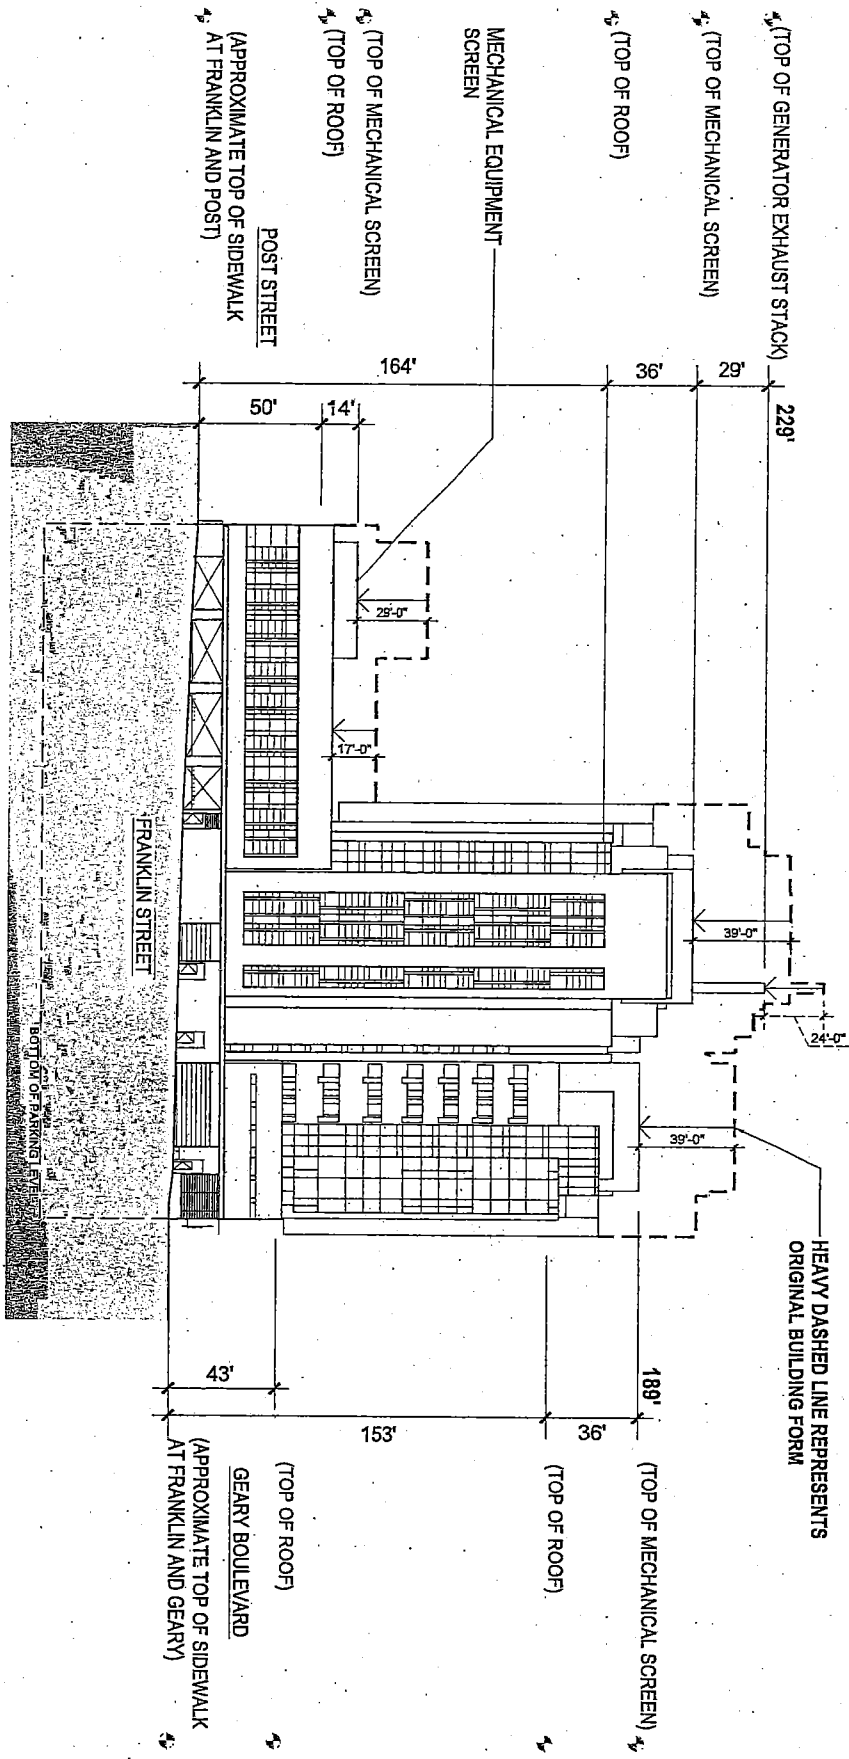 (TOP OF GENERATOR EXHAUST STACK)
(TOP OF MECHANICAL SCREEN)
(TOP OF ROOF)
MECHANICAL EQUIPMENT
SCREEN
(TOP OF MECHANICAL SCREEN)
(TOP OF ROOF)
(APPROXIMATE TOP OF SIDEWALK
AT FRANKLIN AND POST)
POST STREET
229'
29'
36'
164'
14'
50'
29'-0"
17'-0"
39'-0"
24'-0"
39'-0"
FRANKLIN STREET
BOTTOM OF PARKING LEVEL
HEAVY DASHED LINE REPRESENTS
ORIGINAL BUILDING FORM
189'
36'
153'
43'
(TOP OF MECHANICAL SCREEN)
(TOP OF ROOF)
(TOP OF ROOF)
GEARY BOULEVARD
(APPROXIMATE TOP OF SIDEWALK
AT FRANKLIN AND GEARY)